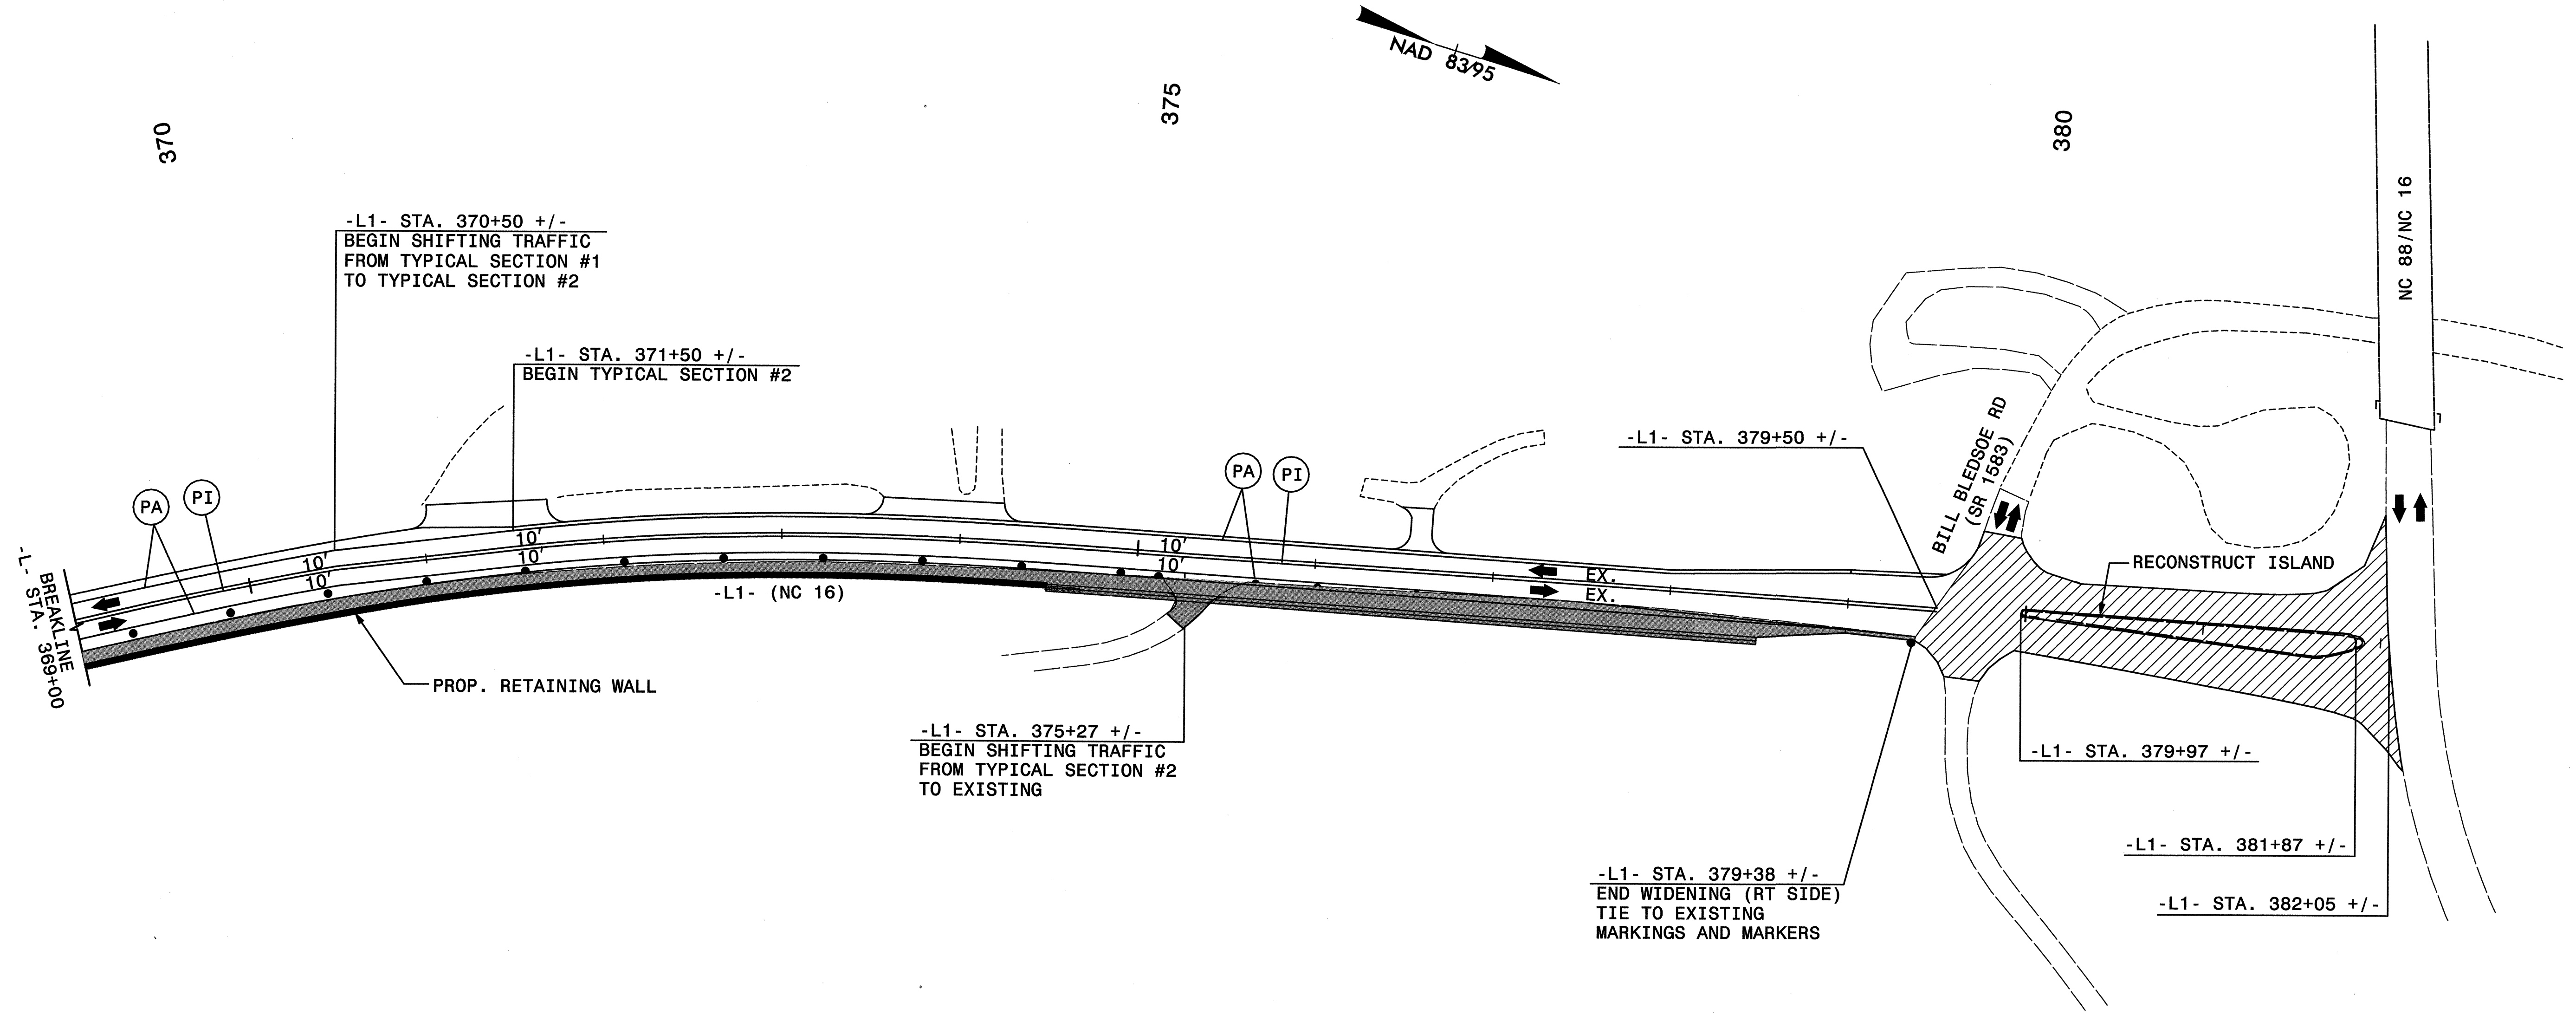 NAD 83/95
370
375
380
NC 88/NC 16
-L1- STA. 370+50 +/-
BEGIN SHIFTING TRAFFIC
FROM TYPICAL SECTION #1
TO TYPICAL SECTION #2
-L1- STA. 371+50 +/-
BEGIN TYPICAL SECTION #2
-L1- STA. 379+50 +/-
BILL BLEDSOE RD
(SR 1583)
PA
PI
PA
PI
10'
10'
10'
10'
10'
10'
EX.
EX.
RECONSTRUCT ISLAND
BREAKLINE
-L- STA. 369+00
-L1- (NC 16)
PROP. RETAINING WALL
-L1- STA. 375+27 +/-
BEGIN SHIFTING TRAFFIC
FROM TYPICAL SECTION #2
TO EXISTING
-L1- STA. 379+97 +/-
-L1- STA. 381+87 +/-
-L1- STA. 379+38 +/-
END WIDENING (RT SIDE)
TIE TO EXISTING
MARKINGS AND MARKERS
-L1- STA. 382+05 +/-